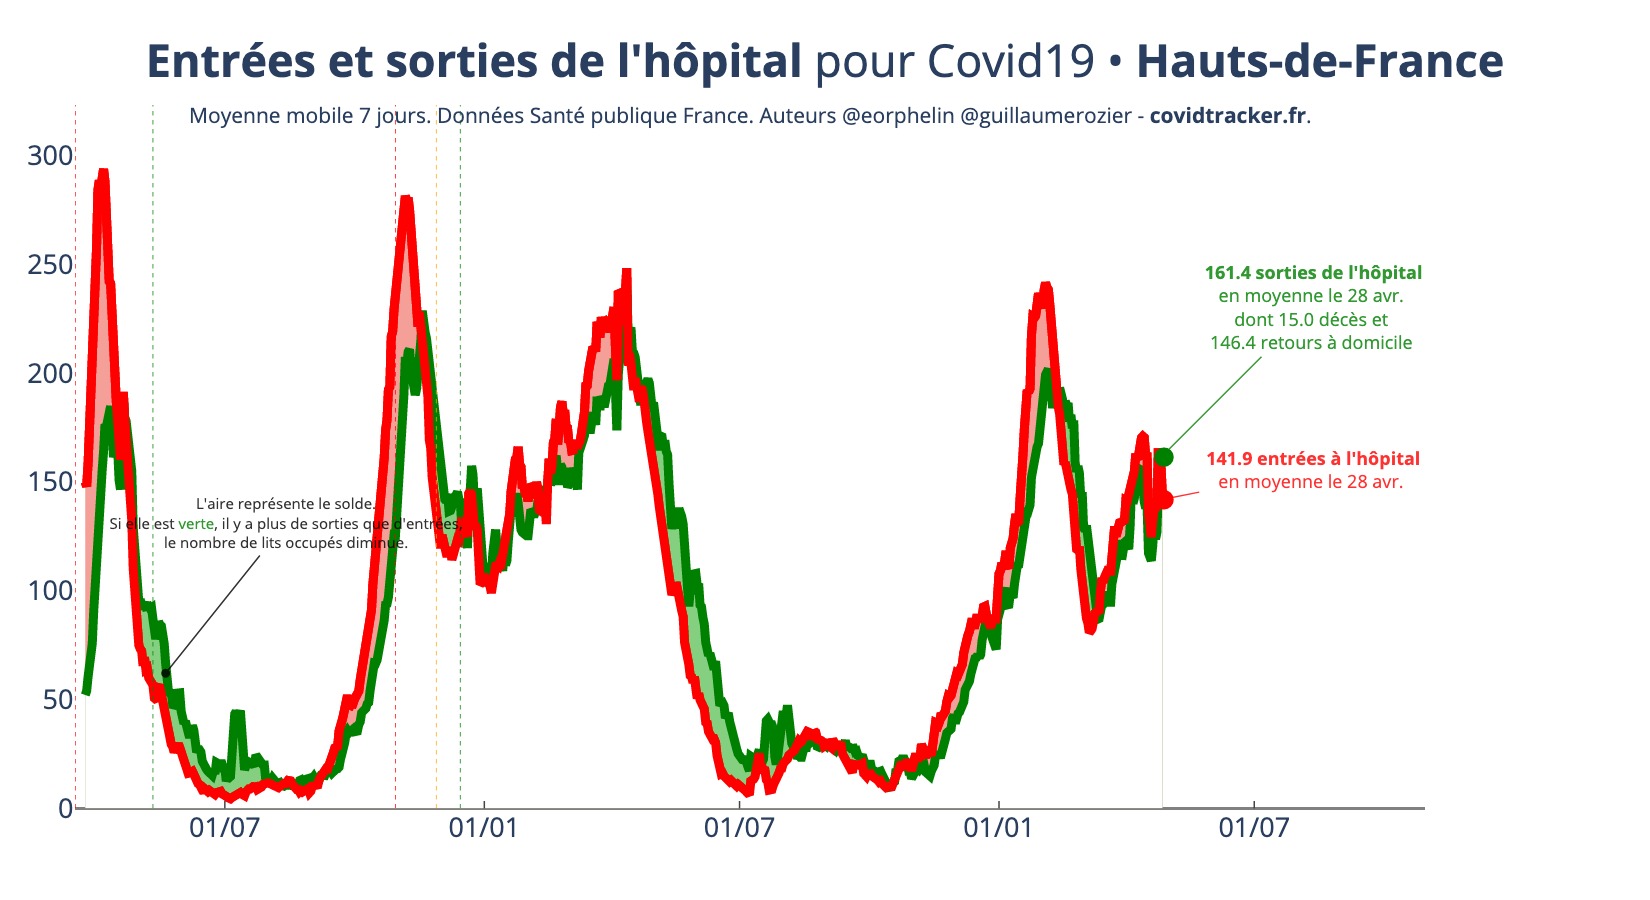 Entrées et sorties de l'hôpital pour Covid19 • Hauts-de-France
Moyenne mobile 7 jours. Données Santé publique France. Auteurs @eorphelin @guillaumerozier - covidtracker.fr.
300
250
200
150
100
50
0
161.4 sorties de l'hôpital
en moyenne le 28 avr.
dont 15.0 décès et
146.4 retours à domicile
141.9 entrées à l'hôpital
en moyenne le 28 avr.
L'aire représente le solde.
Si elle est verte, il y a plus de sorties que d'entrées,
le nombre de lits occupés diminue.
01/07
01/01
01/07
01/01
01/07